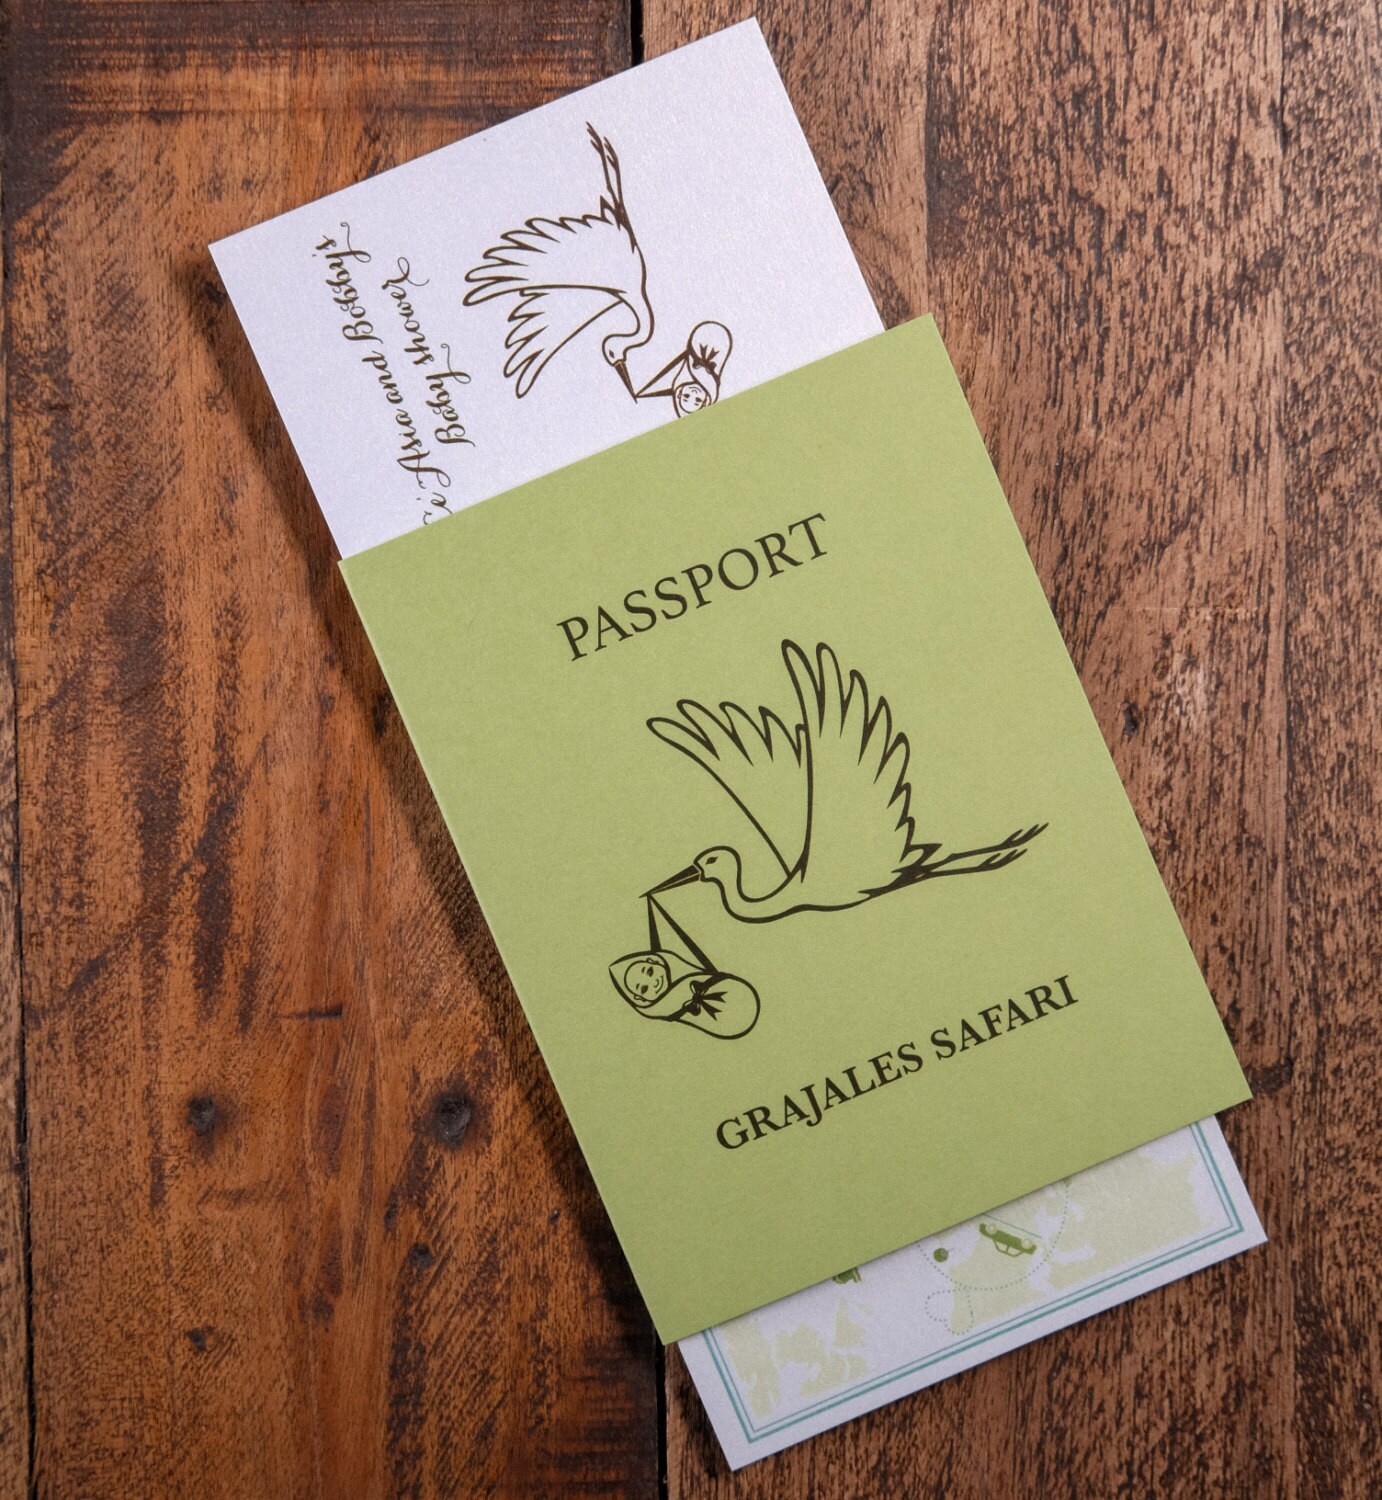 Asia and Bobby's
Baby shower
PASSPORT
GRAJALES SAFARI